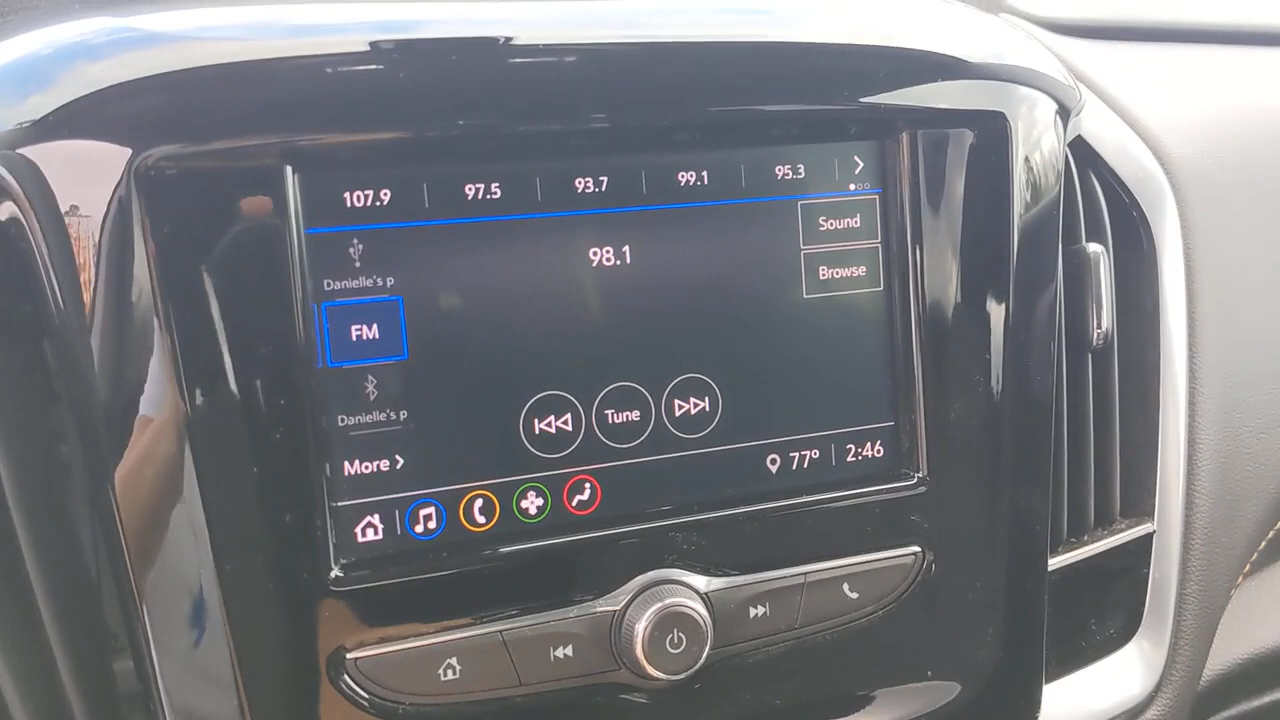 107.9 97.5 93.7 99.1 95.3
Sound
98.1
Browse
Danielle's p
FM
Danielle's p
Tune
More
77° 2:46